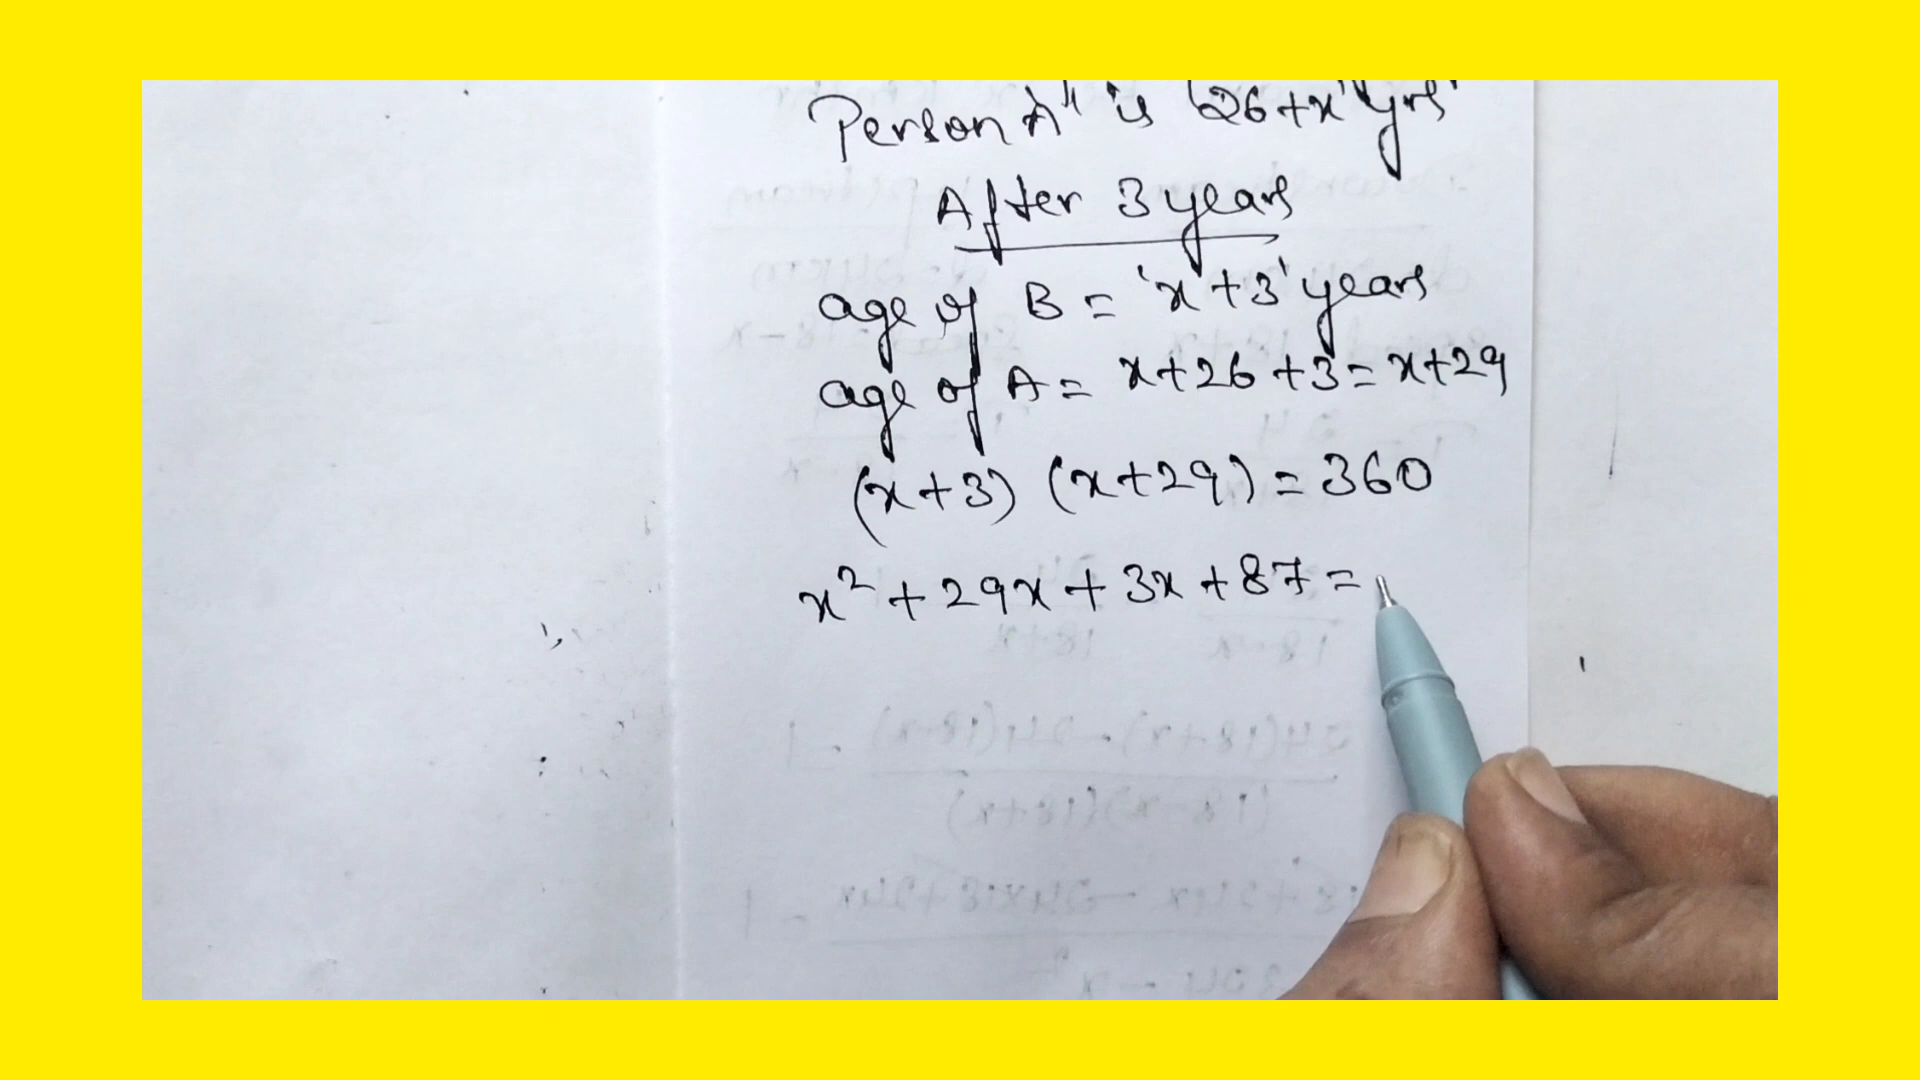 Person A" is '26+x' yrs'
After 3 years
age of B = 'x'+3' years
age of A = x+26+3 = x+29
(x+3) (x+29) = 360
x² + 29x + 3x + 87 =